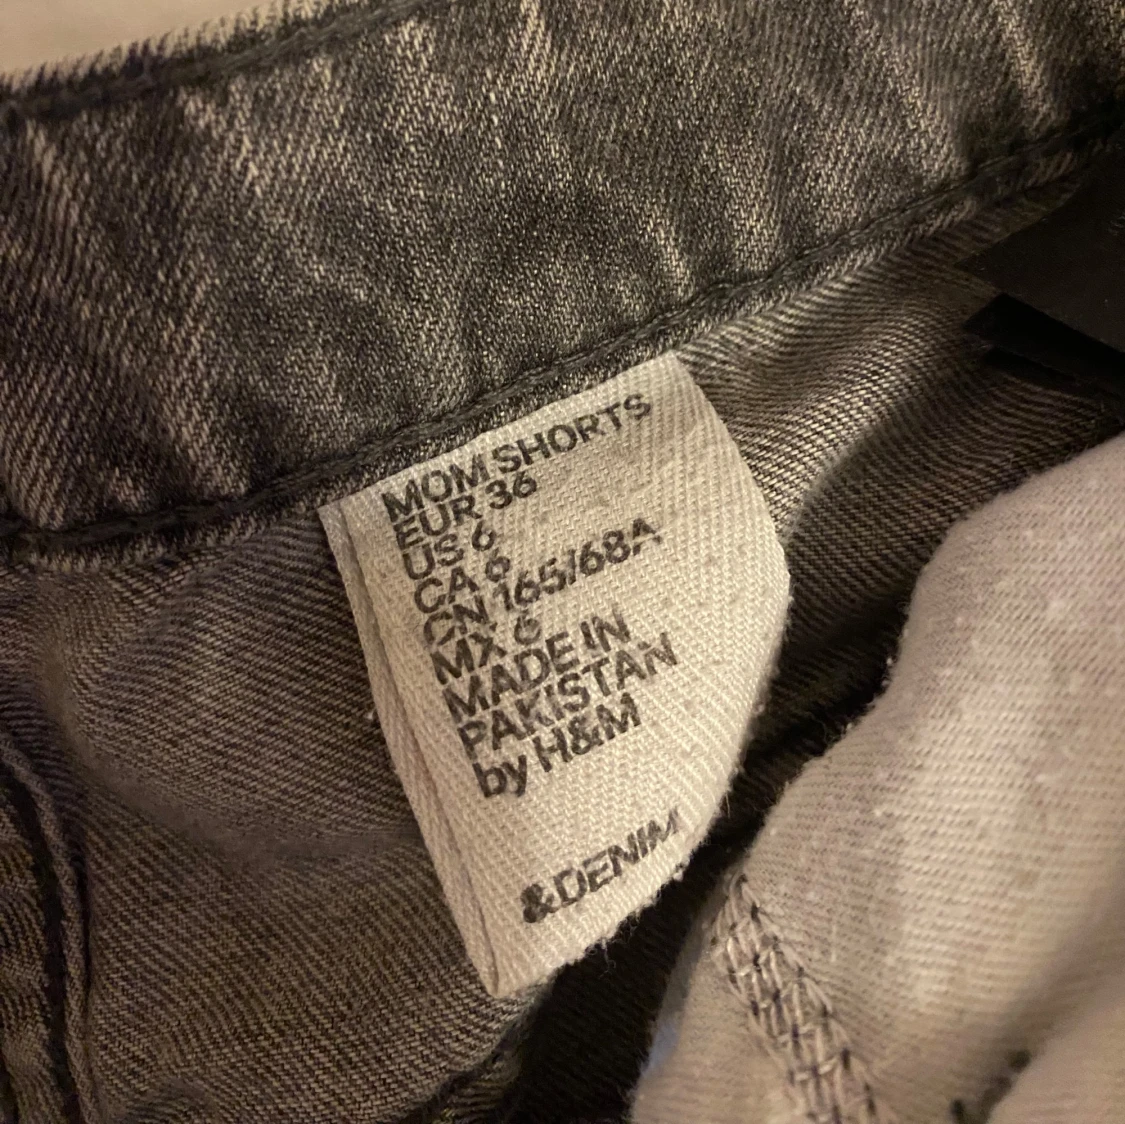 MOM SHORTS
EUR 36
US 6
CA 6
CN 165/68A
MX 6
MADE IN
PAKISTAN
by H&M
&DENIM